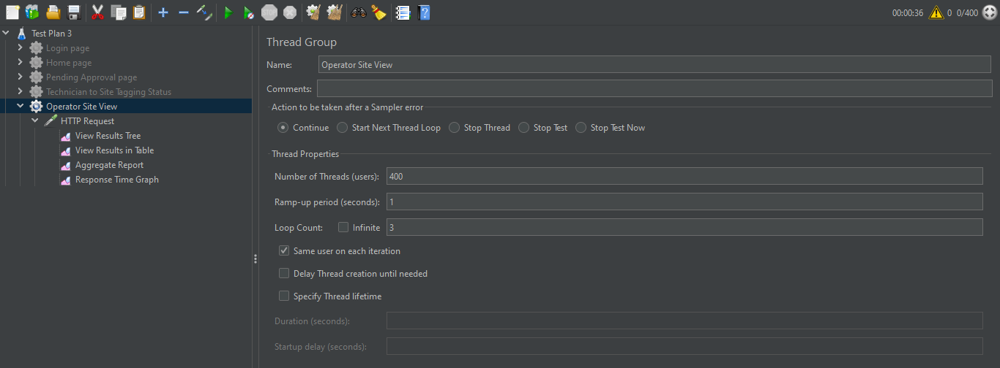 STOP
00:00:36 0 0/400
Test Plan 3
Login page
Home page
Pending Approval page
Technician to Site Tagging Status
Operator Site View
HTTP Request
View Results Tree
View Results in Table
Aggregate Report
Response Time Graph
Thread Group
Name: Operator Site View
Comments:
Action to be taken after a Sampler error
Continue Start Next Thread Loop Stop Thread Stop Test Stop Test Now
Thread Properties
Number of Threads (users): 400
Ramp-up period (seconds): 1
Loop Count: Infinite 3
Same user on each iteration
Delay Thread creation until needed
Specify Thread lifetime
Duration (seconds):
Startup delay (seconds):